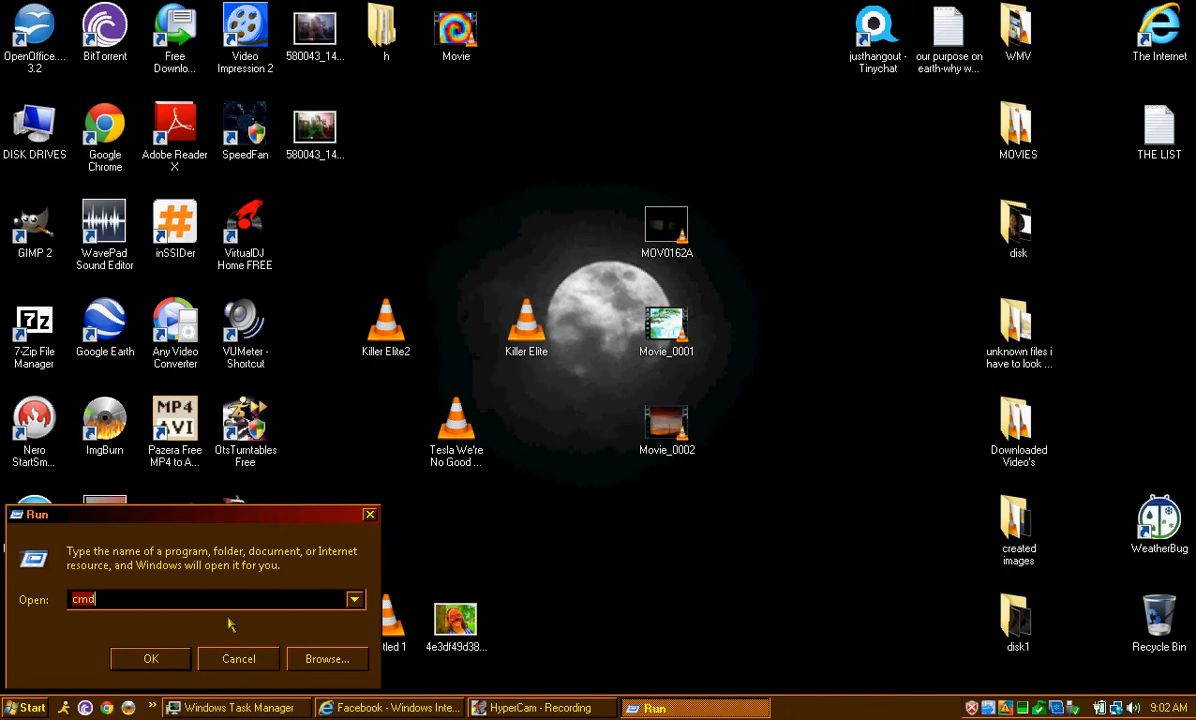 OpenOffice....
3.2
BitTorrent
Free
Downlo...
Video
Impression 2
580043_14...
h
Movie
justhangout -
Tinychat
our purpose on
earth-why w...
WMV
The Internet
DISK DRIVES
Google
Chrome
Adobe Reader
X
SpeedFan
580043_14...
MOVIES
THE LIST
GIMP 2
WavePad
Sound Editor
inSSIDer
VirtualDJ
Home FREE
MOV0162A
disk
7z
7-Zip File
Manager
Google Earth
Any Video
Converter
VUMeter -
Shortcut
Killer Elite2
Killer Elite
Movie_0001
unknown files i
have to look ...
Nero
StartSm...
ImgBurn
MP4
AVI
Pazera Free
MP4 to A...
OtsTurntables
Free
Tesla We're
No Good ...
Movie_0002
Downloaded
Video's
Run
Type the name of a program, folder, document, or Internet
resource, and Windows will open it for you.
Open:
cmd
OK
Cancel
Browse...
created
images
WeatherBug
tled 1
4e3df49d38...
disk1
Recycle Bin
Start
»
Windows Task Manager
Facebook - Windows Inte...
HyperCam - Recording
Run
9:02 AM